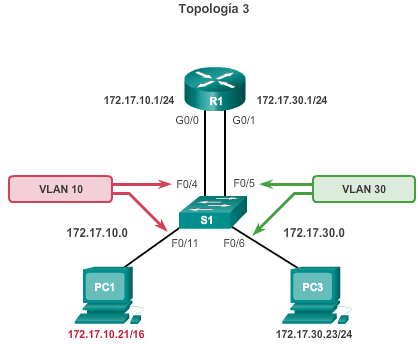 Topología 3
172.17.10.1/24
R1
172.17.30.1/24
G0/0
G0/1
VLAN 10
F0/4
F0/5
VLAN 30
S1
172.17.10.0
F0/11
F0/6
172.17.30.0
PC1
PC3
172.17.10.21/16
172.17.30.23/24